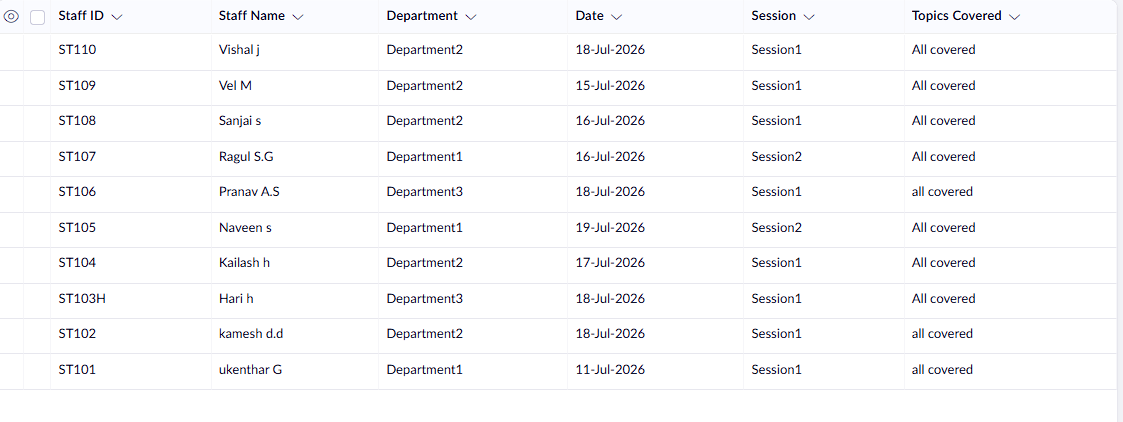 Staff ID Staff Name Department Date Session Topics Covered
ST110 Vishal j Department2 18-Jul-2026 Session1 All covered
ST109 Vel M Department2 15-Jul-2026 Session1 All covered
ST108 Sanjai s Department2 16-Jul-2026 Session1 All covered
ST107 Ragul S.G Department1 16-Jul-2026 Session2 All covered
ST106 Pranav A.S Department3 18-Jul-2026 Session1 all covered
ST105 Naveen s Department1 19-Jul-2026 Session2 All covered
ST104 Kailash h Department2 17-Jul-2026 Session1 All covered
ST103H Hari h Department3 18-Jul-2026 Session1 All covered
ST102 kamesh d.d Department2 18-Jul-2026 Session1 all covered
ST101 ukenthar G Department1 11-Jul-2026 Session1 all covered